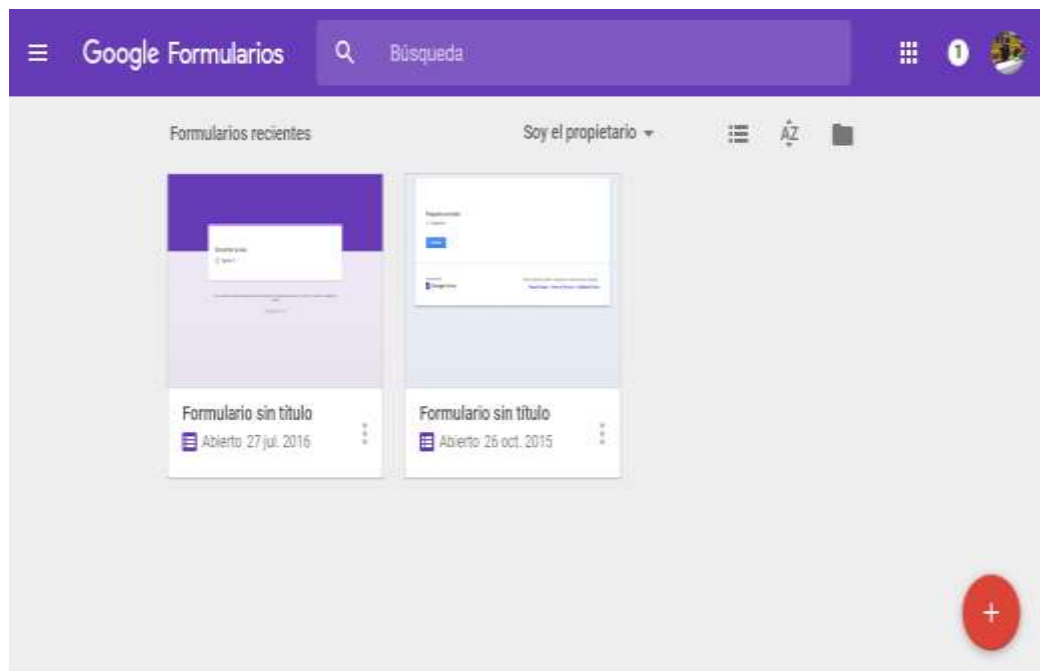 Google Formularios
Búsqueda
1
Formularios recientes
Soy el propietario
AZ
Formulario sin título
Abierto 27 jul. 2016
Formulario sin título
Abierto 26 oct. 2015
+